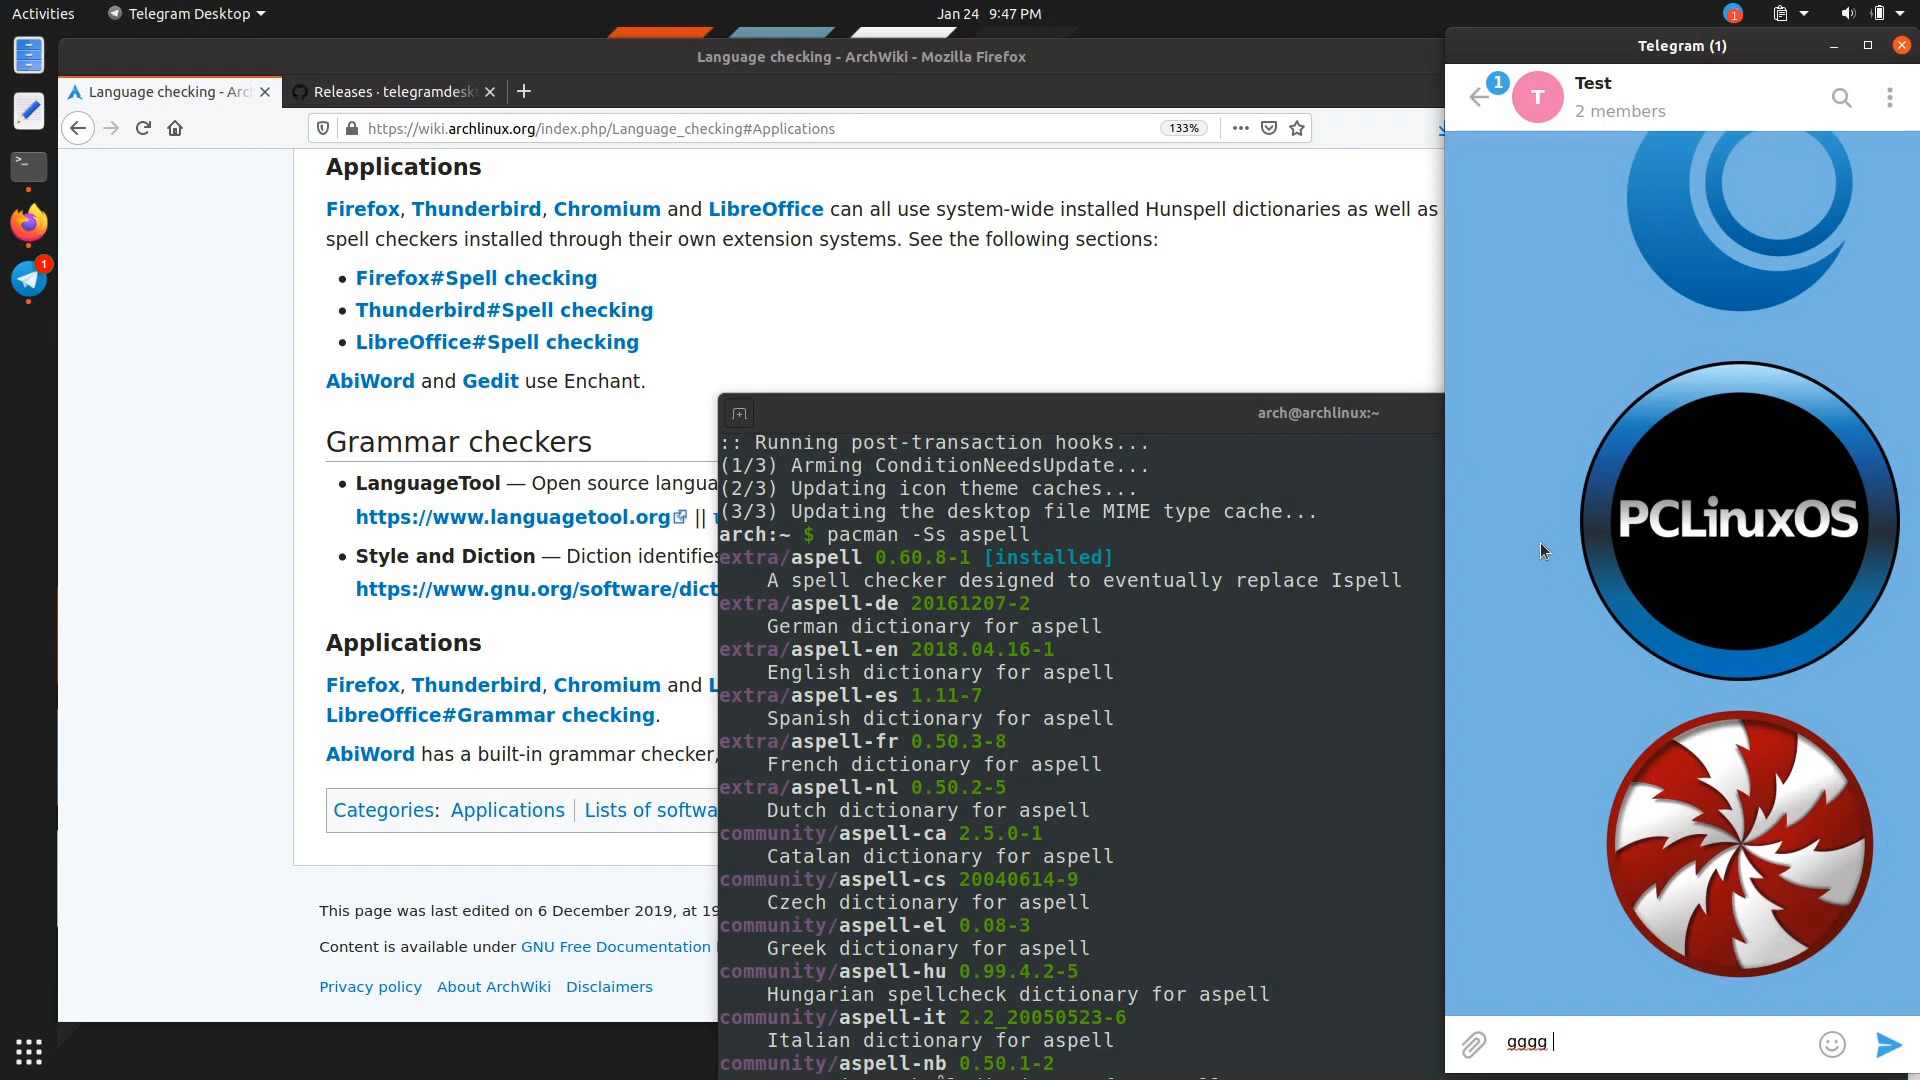 Activities
Telegram Desktop
Jan 24 9:47 PM
1
Language checking - ArchWiki - Mozilla Firefox
Language checking - Arc
Releases · telegramdesk
https://wiki.archlinux.org/index.php/Language_checking#Applications
133%
Applications
Firefox, Thunderbird, Chromium and LibreOffice can all use system-wide installed Hunspell dictionaries as well as
spell checkers installed through their own extension systems. See the following sections:
Firefox#Spell checking
Thunderbird#Spell checking
LibreOffice#Spell checking
AbiWord and Gedit use Enchant.
Grammar checkers
LanguageTool — Open source langua
https://www.languagetool.org ||
Style and Diction — Diction identifies
https://www.gnu.org/software/dict
Applications
Firefox, Thunderbird, Chromium and L
LibreOffice#Grammar checking.
AbiWord has a built-in grammar checker,
Categories: Applications | Lists of softwa
This page was last edited on 6 December 2019, at 19
Content is available under GNU Free Documentation
Privacy policy About ArchWiki Disclaimers
arch@archlinux:~
:: Running post-transaction hooks...
(1/3) Arming ConditionNeedsUpdate...
(2/3) Updating icon theme caches...
(3/3) Updating the desktop file MIME type cache...
arch:~ $ pacman -Ss aspell
extra/aspell 0.60.8-1 [installed]
A spell checker designed to eventually replace Ispell
extra/aspell-de 20161207-2
German dictionary for aspell
extra/aspell-en 2018.04.16-1
English dictionary for aspell
extra/aspell-es 1.11-7
Spanish dictionary for aspell
extra/aspell-fr 0.50.3-8
French dictionary for aspell
extra/aspell-nl 0.50.2-5
Dutch dictionary for aspell
community/aspell-ca 2.5.0-1
Catalan dictionary for aspell
community/aspell-cs 20040614-9
Czech dictionary for aspell
community/aspell-el 0.08-3
Greek dictionary for aspell
community/aspell-hu 0.99.4.2-5
Hungarian spellcheck dictionary for aspell
community/aspell-it 2.2_20050523-6
Italian dictionary for aspell
community/aspell-nb 0.50.1-2
Telegram (1)
1
T
Test
2 members
PCLinuxOS
gggg
1